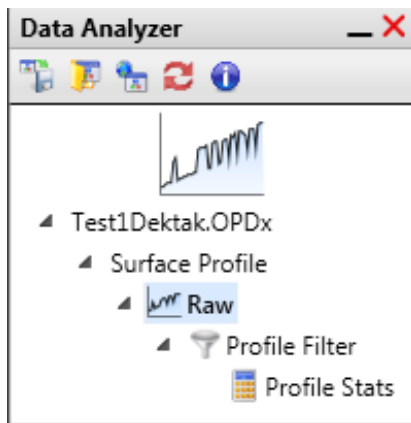 Data Analyzer
Test1Dektak.OPDx
Surface Profile
Raw
Profile Filter
Profile Stats